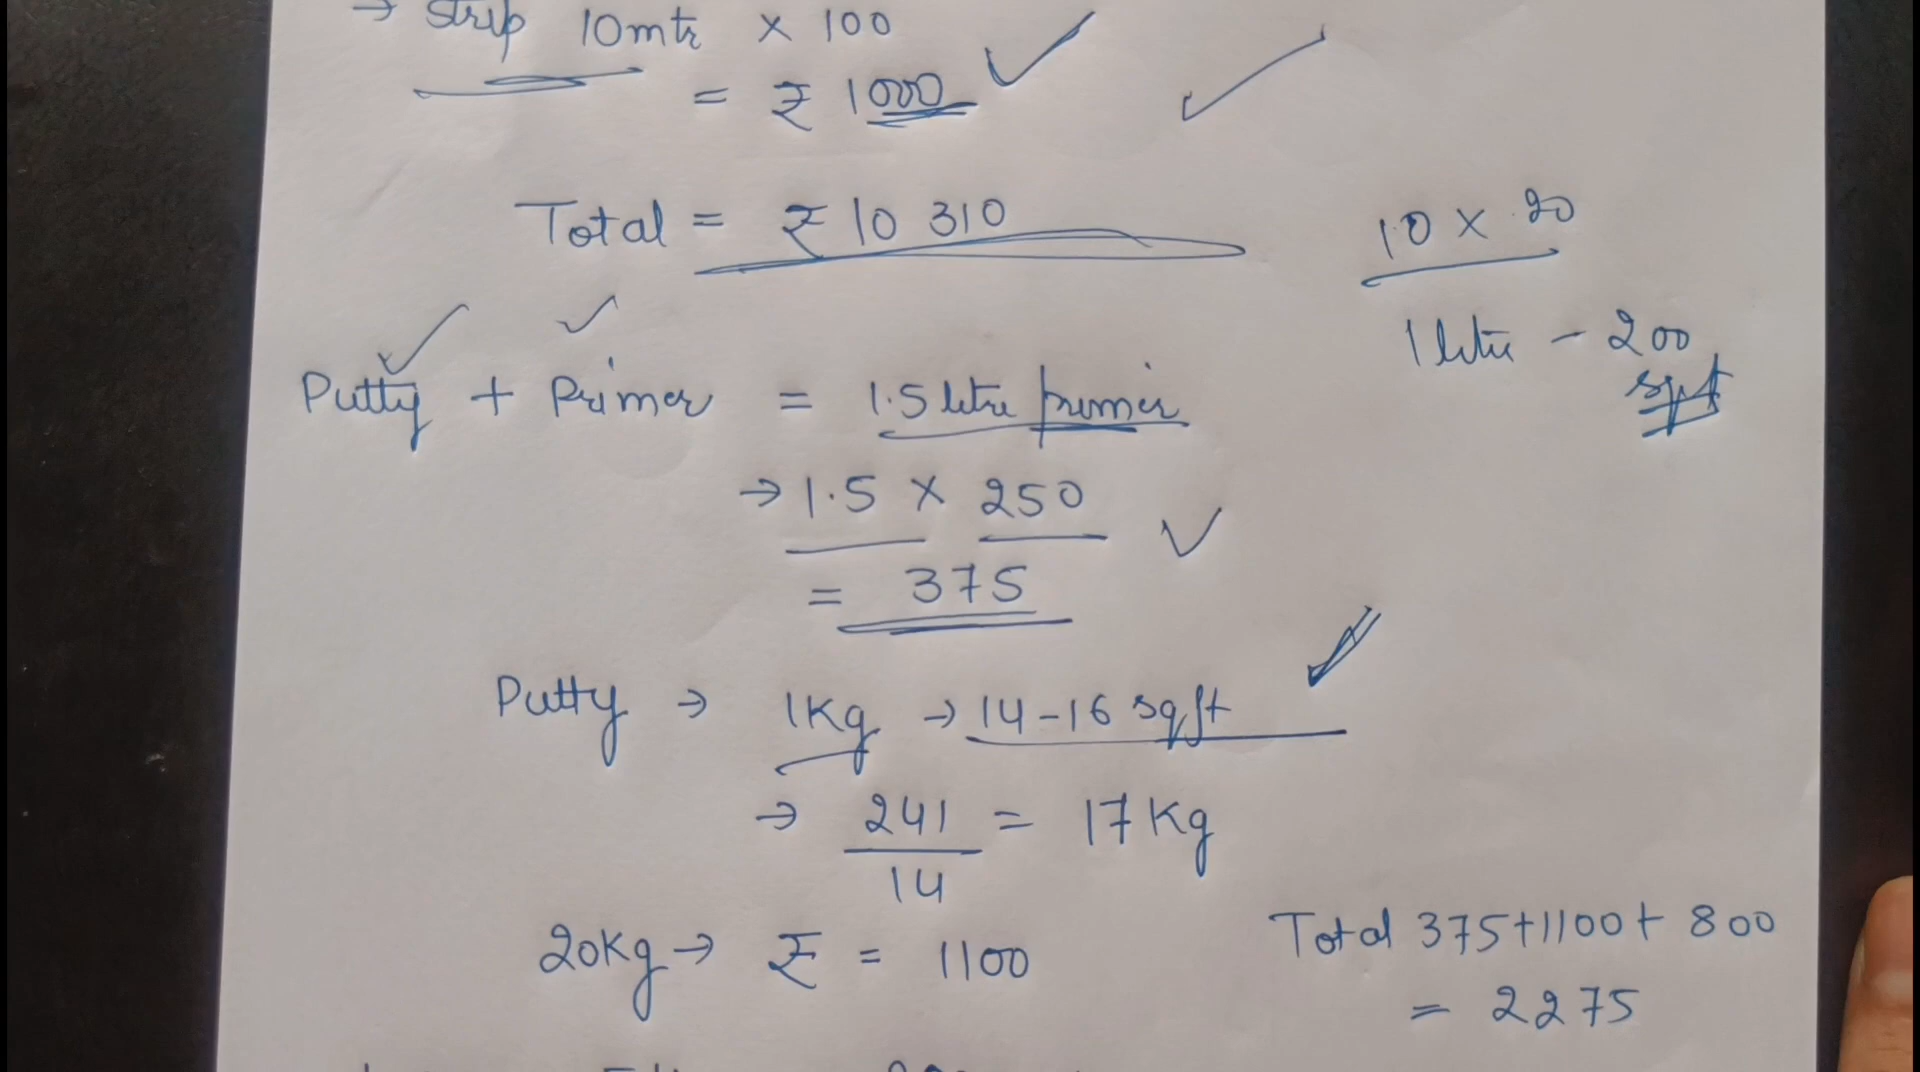 → Strip 10mtr × 100
= ₹ 1000
Total = ₹ 10 310
10 × 20
1 litre - 200
sqft
Putty + Primer = 1.5 litre primer
→ 1.5 × 250
= 375
Putty → 1Kg → 14-16 sqft
→ 241/14 = 17 Kg
20Kg → ₹ = 1100
Total 375+1100+ 800
= 2275